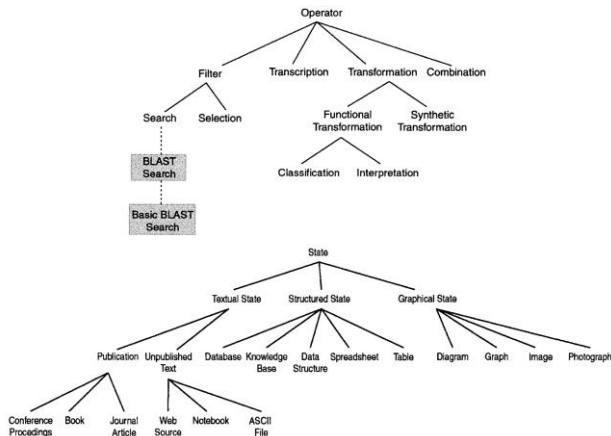 Operator
Filter Transcription Transformation Combination
Search Selection Functional Transformation Synthetic Transformation
BLAST Search
Classification Interpretation
Basic BLAST Search
State
Textual State Structured State Graphical State
Publication Unpublished Text Database Knowledge Base Data Structure Spreadsheet Table Diagram Graph Image Photograph
Conference Procedings Book Journal Article Web Source Notebook ASCII File